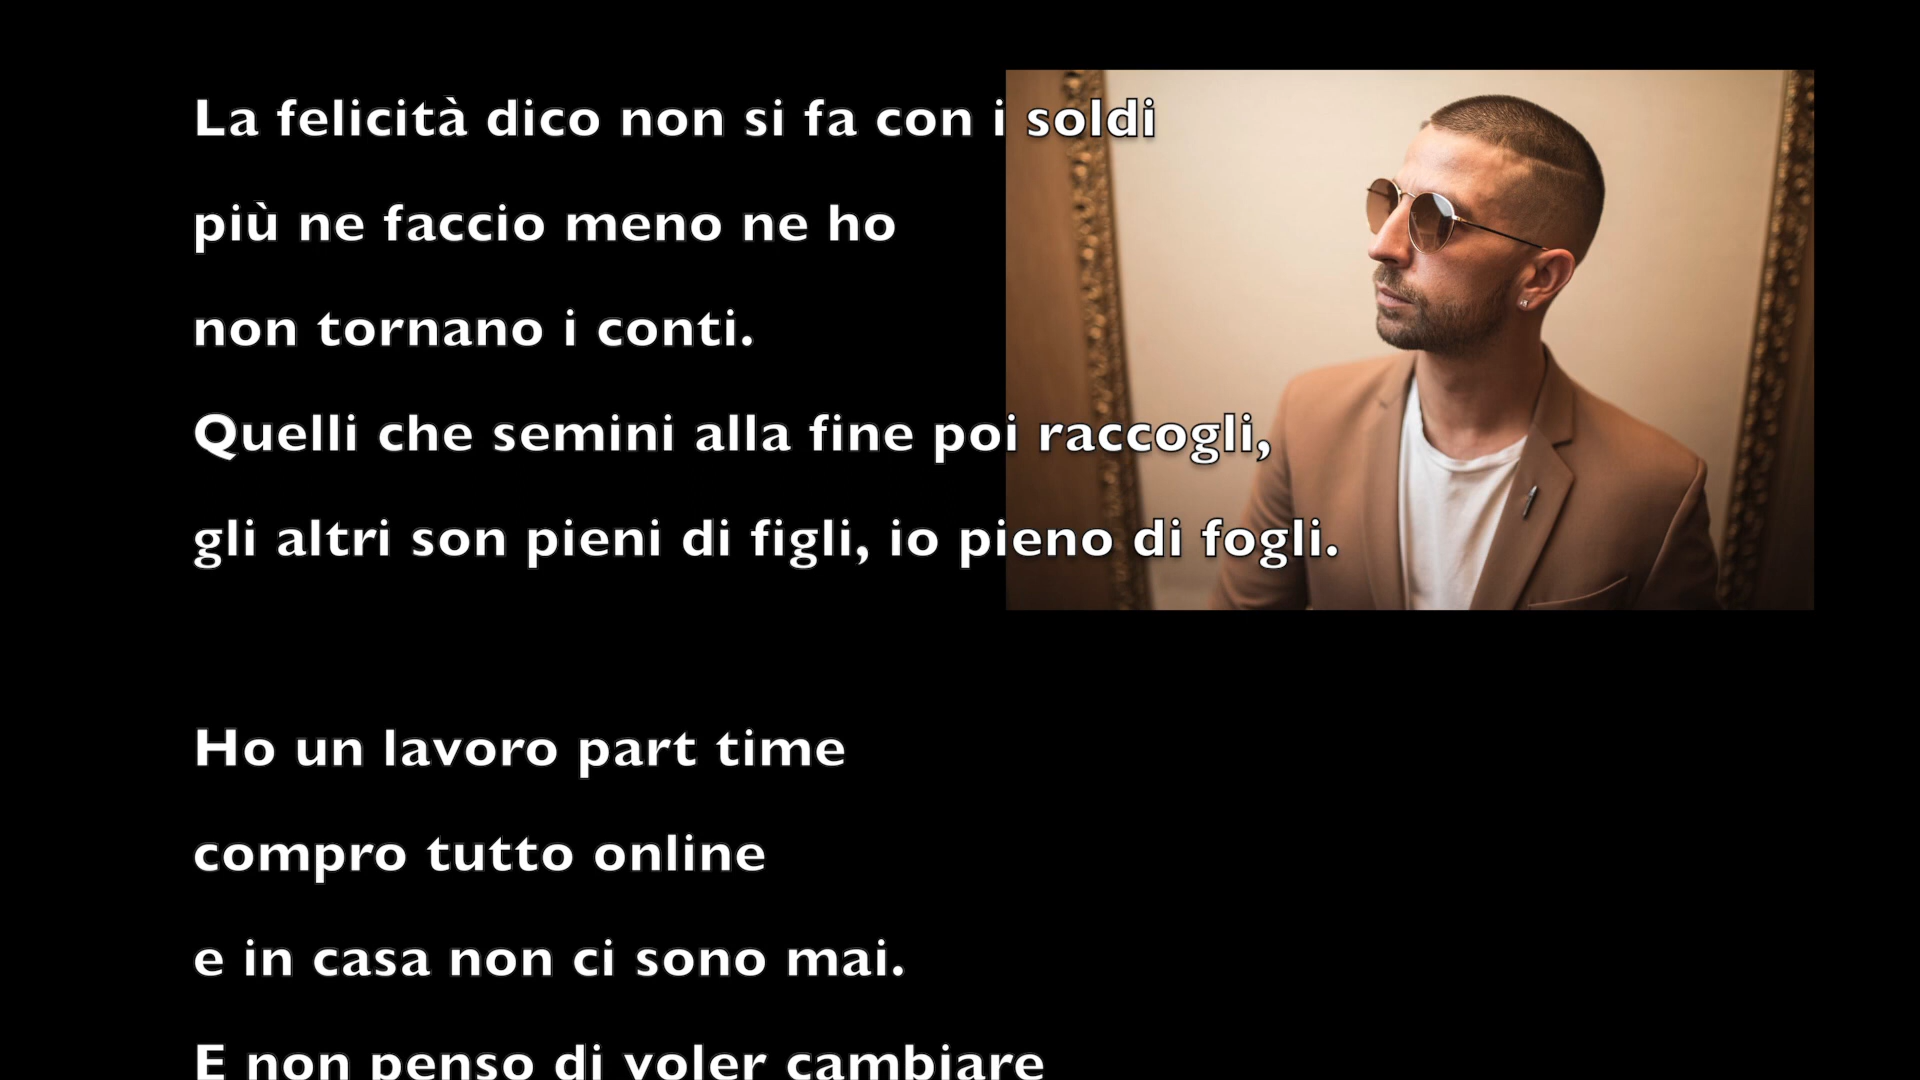 La felicità dico non si fa con i soldi
più ne faccio meno ne ho
non tornano i conti.
Quelli che semini alla fine poi raccogli,
gli altri son pieni di figli, io pieno di fogli.
Ho un lavoro part time
compro tutto online
e in casa non ci sono mai.
E non penso di voler cambiare